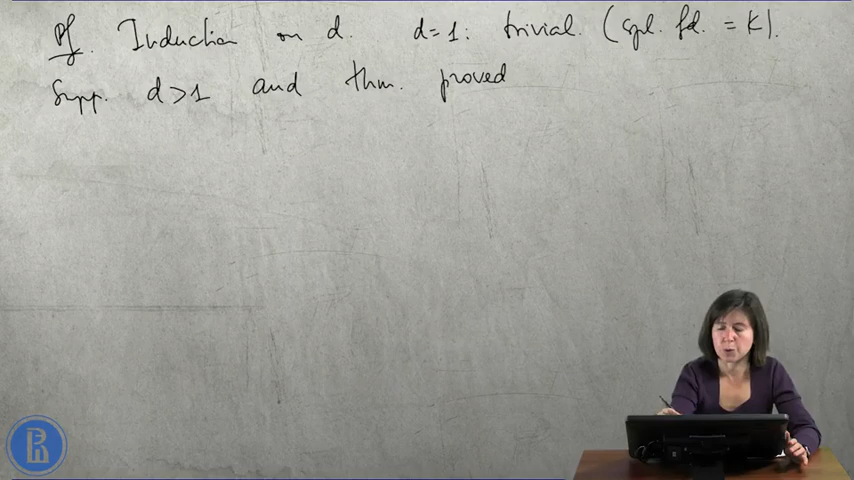 Pf. Induction on d. d=1: trivial. (spl. fd. = K).
Supp. d>1 and thm. proved